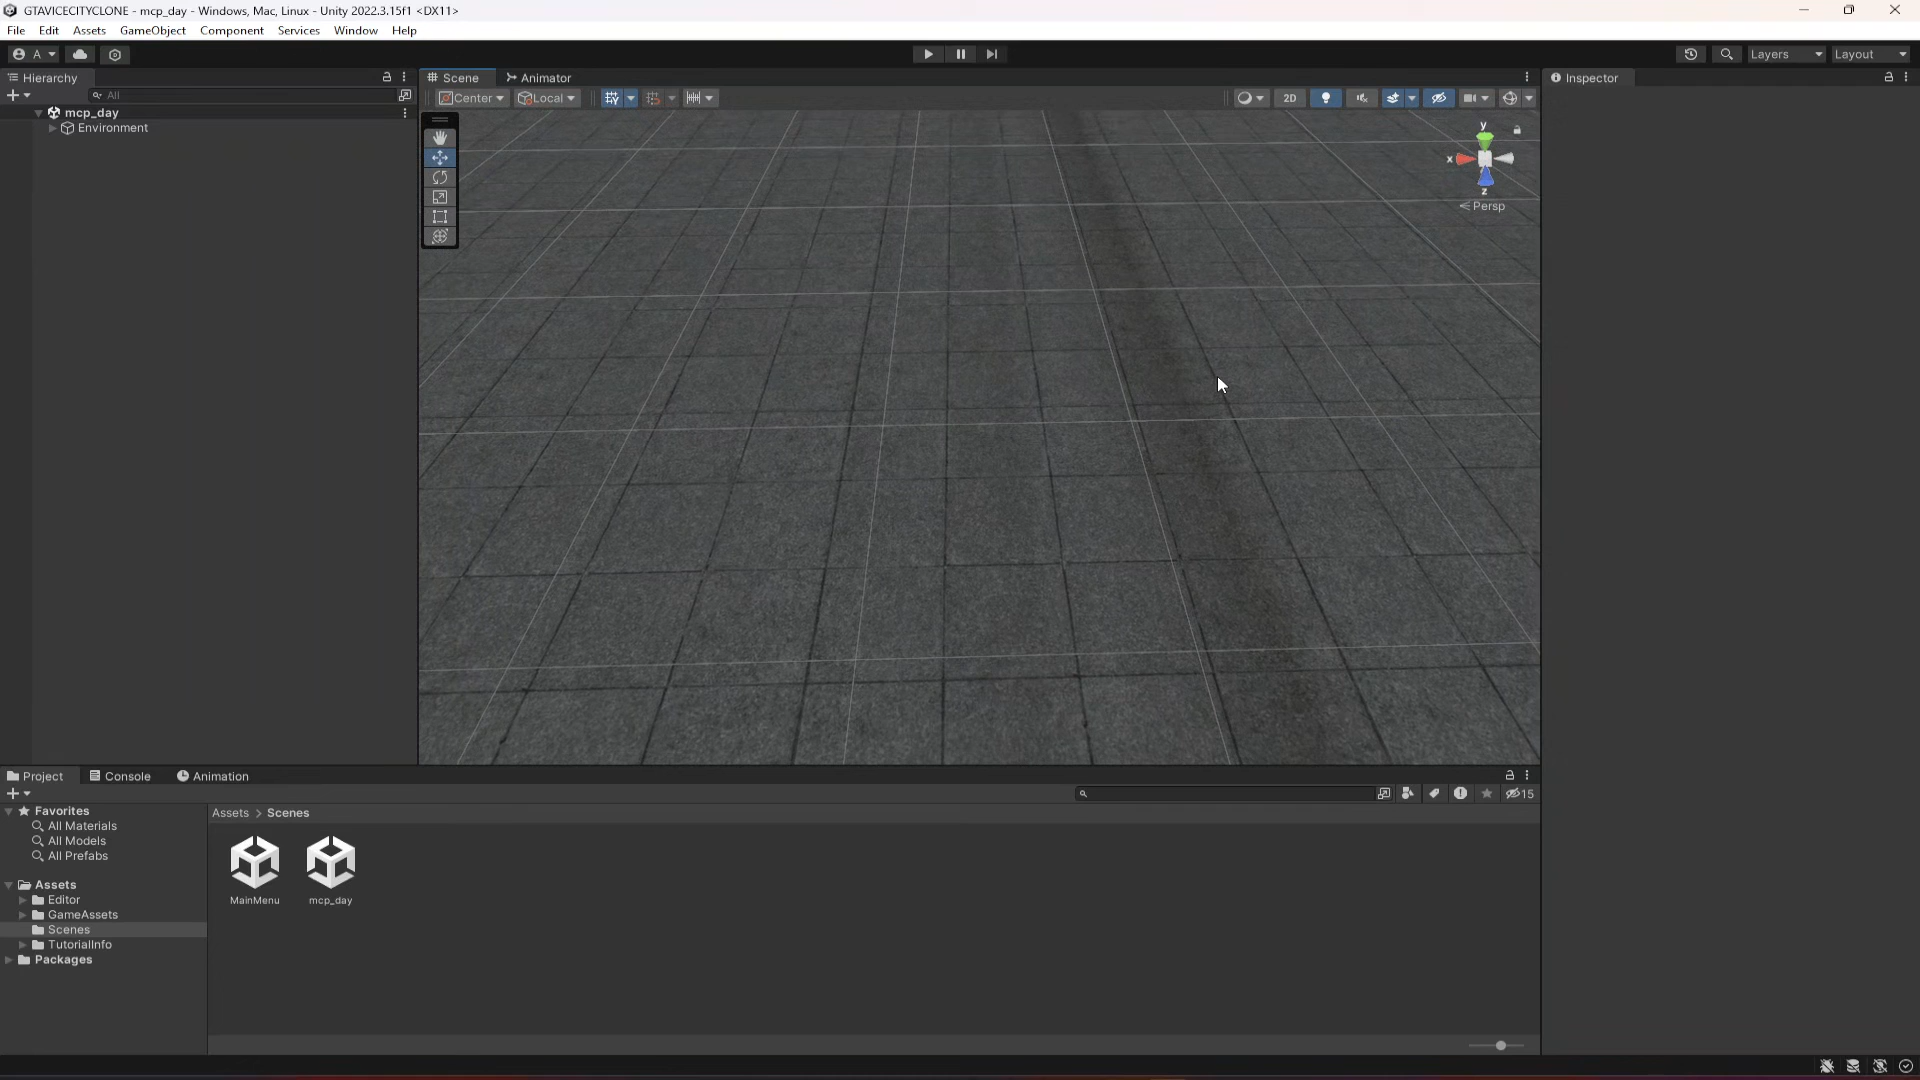 GTAVICECITYCLONE - mcp_day - Windows, Mac, Linux - Unity 2022.3.15f1 <DX11>
File Edit Assets GameObject Component Services Window Help
A
Layers Layout
Hierarchy
Scene Animator
Inspector
All
Center Local
2D
mcp_day
Environment
y
x
z
Persp
Project Console Animation
15
Favorites
All Materials
All Models
All Prefabs
Assets
Editor
GameAssets
Scenes
TutorialInfo
Packages
Assets > Scenes
MainMenu mcp_day